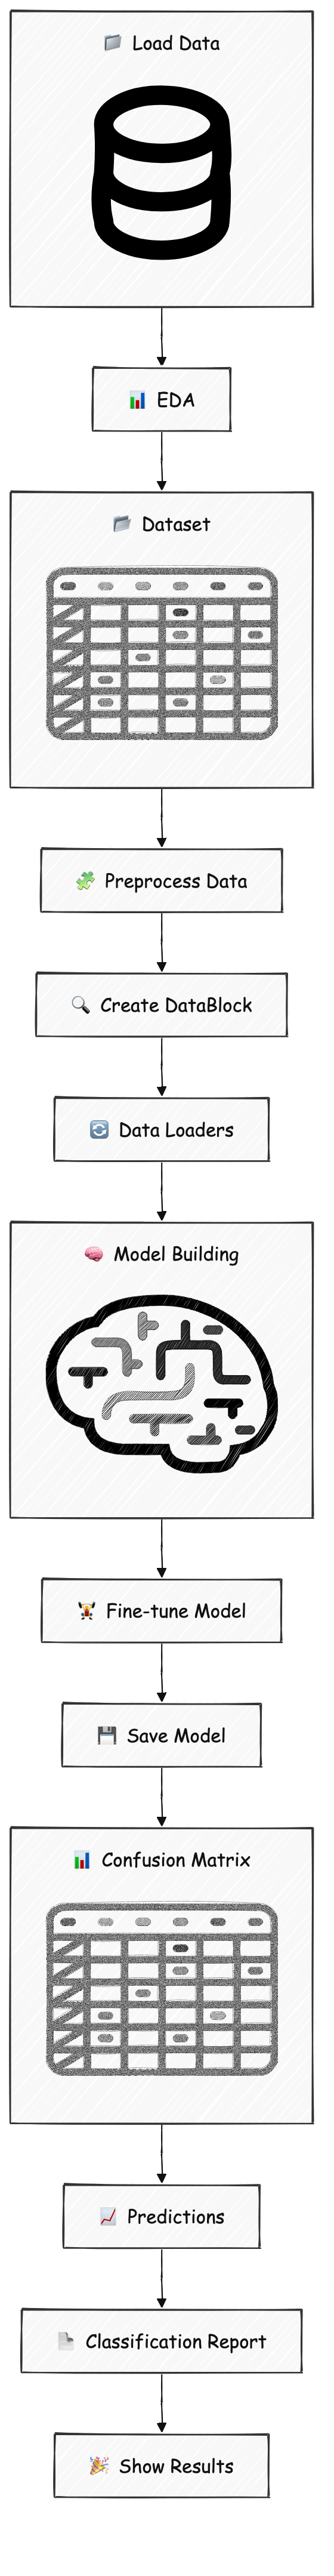 📁 Load Data
📊 EDA
📂 Dataset
🧩 Preprocess Data
🔍 Create DataBlock
🔄 Data Loaders
🧠 Model Building
🏋️ Fine-tune Model
💾 Save Model
📊 Confusion Matrix
📈 Predictions
📄 Classification Report
🎉 Show Results